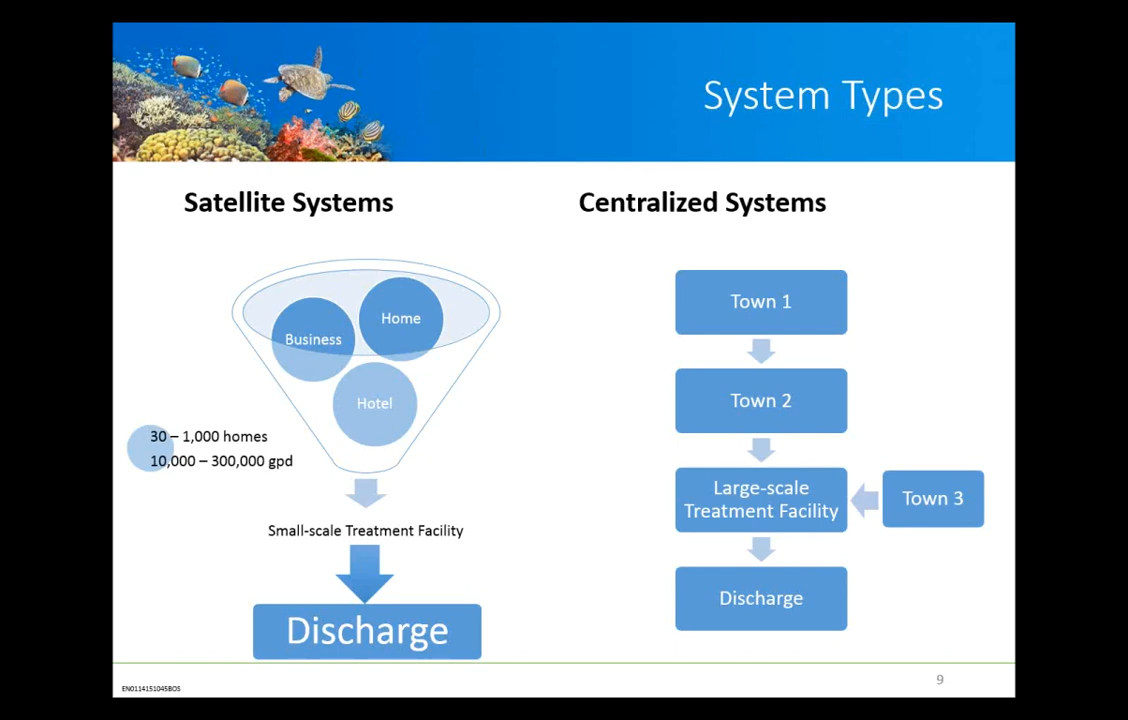 System Types
Satellite Systems
Centralized Systems
Home
Business
Hotel
30 – 1,000 homes
10,000 – 300,000 gpd
Small-scale Treatment Facility
Discharge
Town 1
Town 2
Large-scale
Treatment Facility
Town 3
Discharge
EN0114151045BOS
9